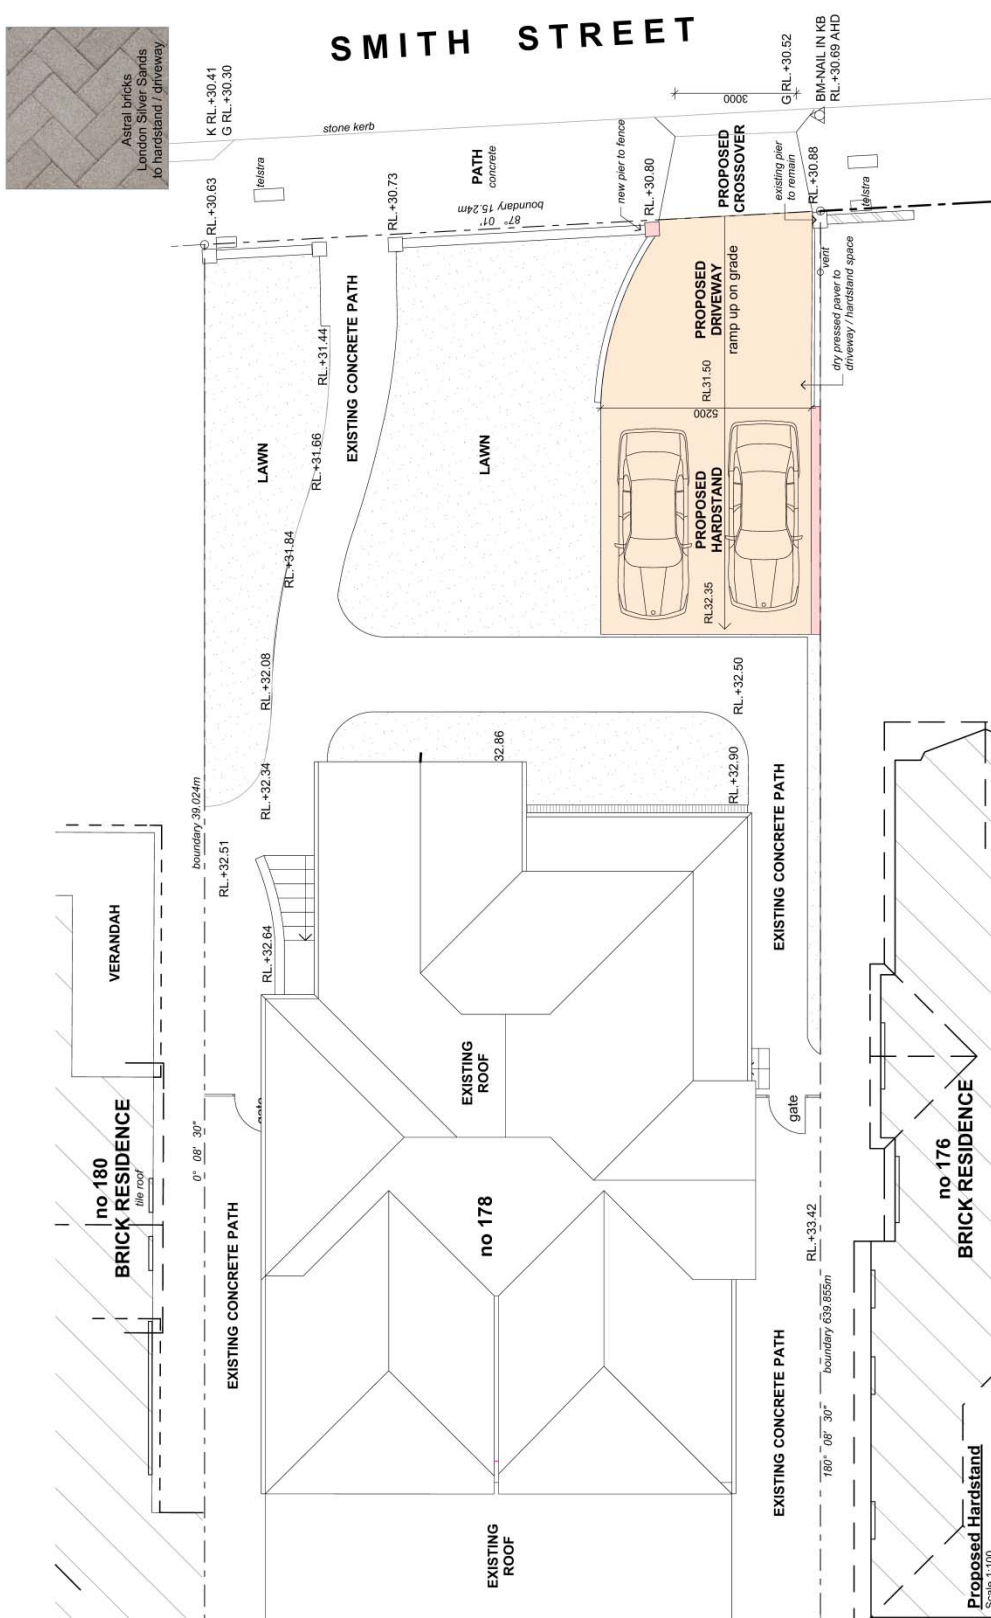 SMITH STREET
Astral bricks
London Silver Sands
to hardstand / driveway
K RL.+30.41
G RL.+30.30
stone kerb
3000
G RL.+30.52
BM-NAIL IN KB
RL.+30.69 AHD
RL.+30.63
telstra
RL.+30.73
PATH
concrete
87° 01'
boundary 15.24m
new pier to fence
RL.+30.80
PROPOSED
CROSSOVER
existing pier
to remain
RL.+30.88
telstra
vent
LAWN
RL.+31.44
EXISTING CONCRETE PATH
RL.+31.66
RL.+31.84
LAWN
PROPOSED
DRIVEWAY
ramp up on grade
RL31.50
dry pressed paver to
driveway / hardstand space
5200
PROPOSED
HARDSTAND
RL32.35
RL.+32.08
RL.+32.34
32.86
RL.+32.50
RL.+32.90
boundary 39.024m
RL.+32.51
RL.+32.64
VERANDAH
EXISTING CONCRETE PATH
EXISTING
ROOF
gate
gate
0° 08' 30"
no 180
BRICK RESIDENCE
tile roof
no 178
RL.+33.42
no 176
BRICK RESIDENCE
EXISTING CONCRETE PATH
EXISTING CONCRETE PATH
180° 08' 30"
boundary 639.855m
EXISTING
ROOF
Proposed Hardstand
Scale 1:100